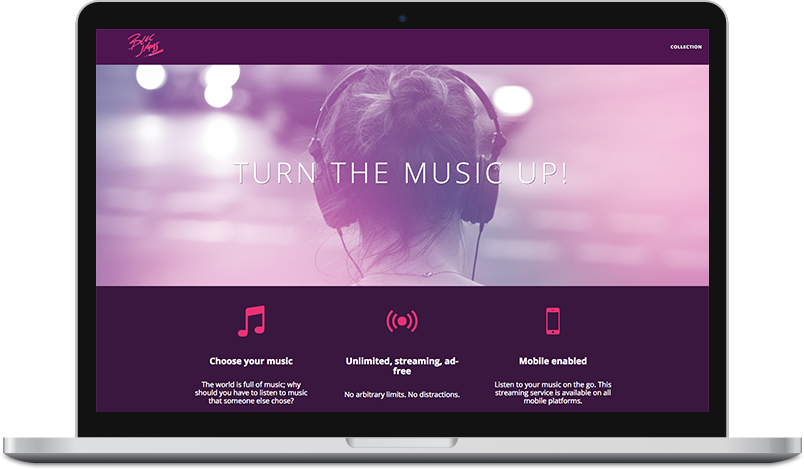 Bloc
Jams
COLLECTION
TURN THE MUSIC UP!
Choose your music
The world is full of music; why
should you have to listen to music
that someone else chose?
Unlimited, streaming, ad-
free
No arbitrary limits. No distractions.
Mobile enabled
Listen to your music on the go. This
streaming service is available on all
mobile platforms.